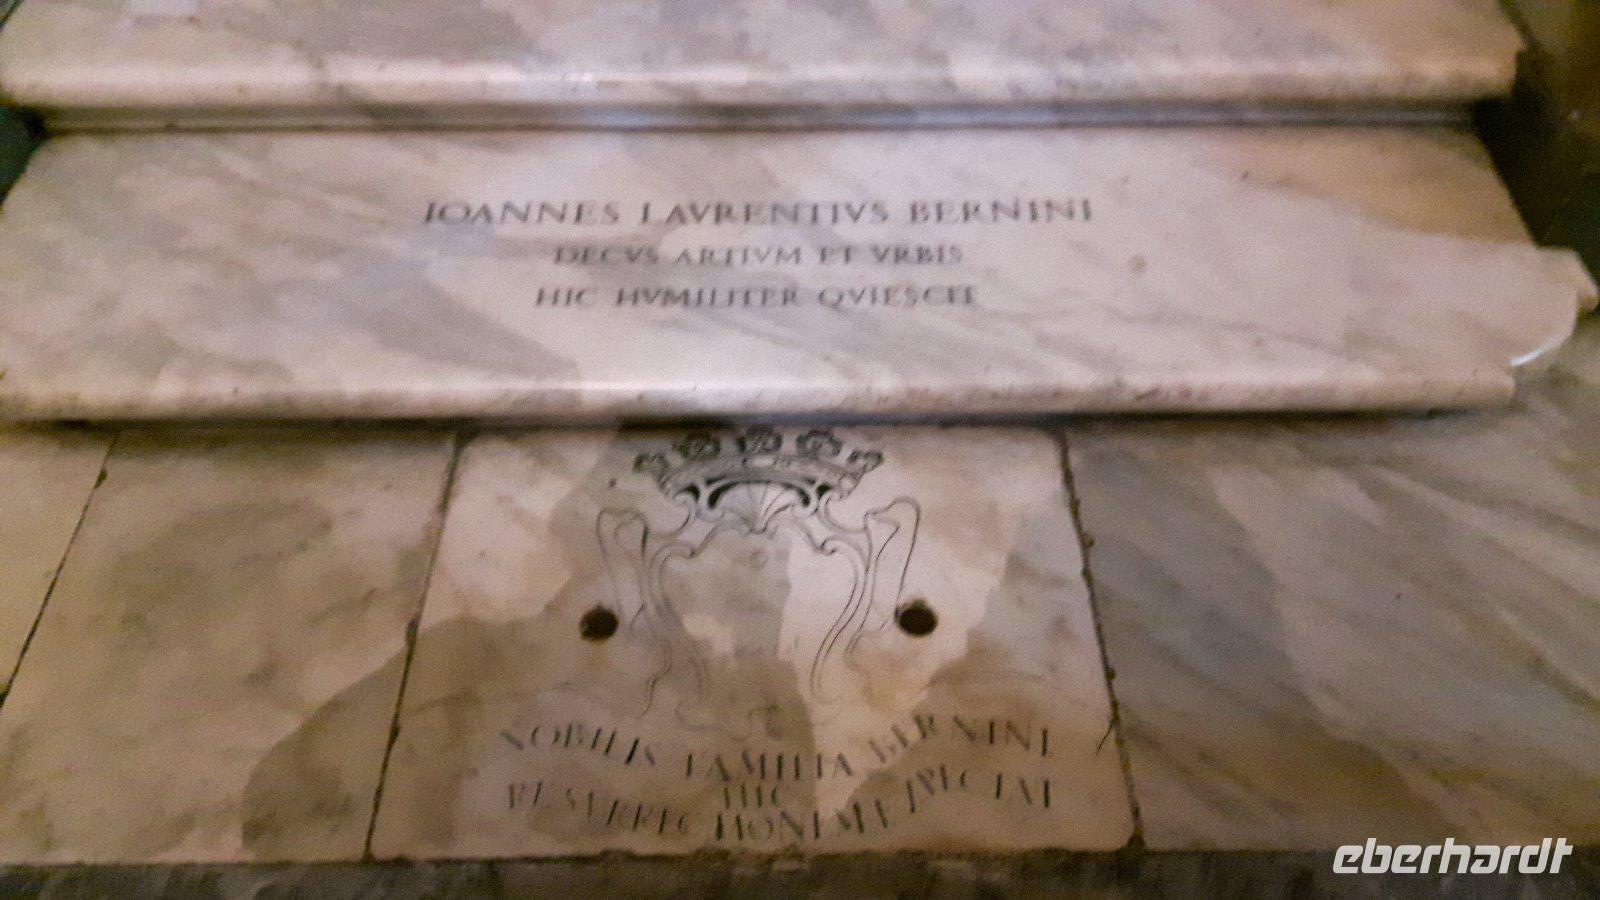 IOANNES LAVRENTIVS BERNINI
DECVS ARTIVM ET VRBIS
HIC HVMILITER QVIESCIT
NOBILIS FAMILIA BERNINI
HIC
RESVRRECTIONEM EXPECTAT
eberhardt